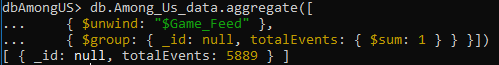 dbAmongUS> db.Among_Us_data.aggregate([
...     { $unwind: "$Game_Feed" },
...     { $group: { _id: null, totalEvents: { $sum: 1 } } }])
[ { _id: null, totalEvents: 5889 } ]